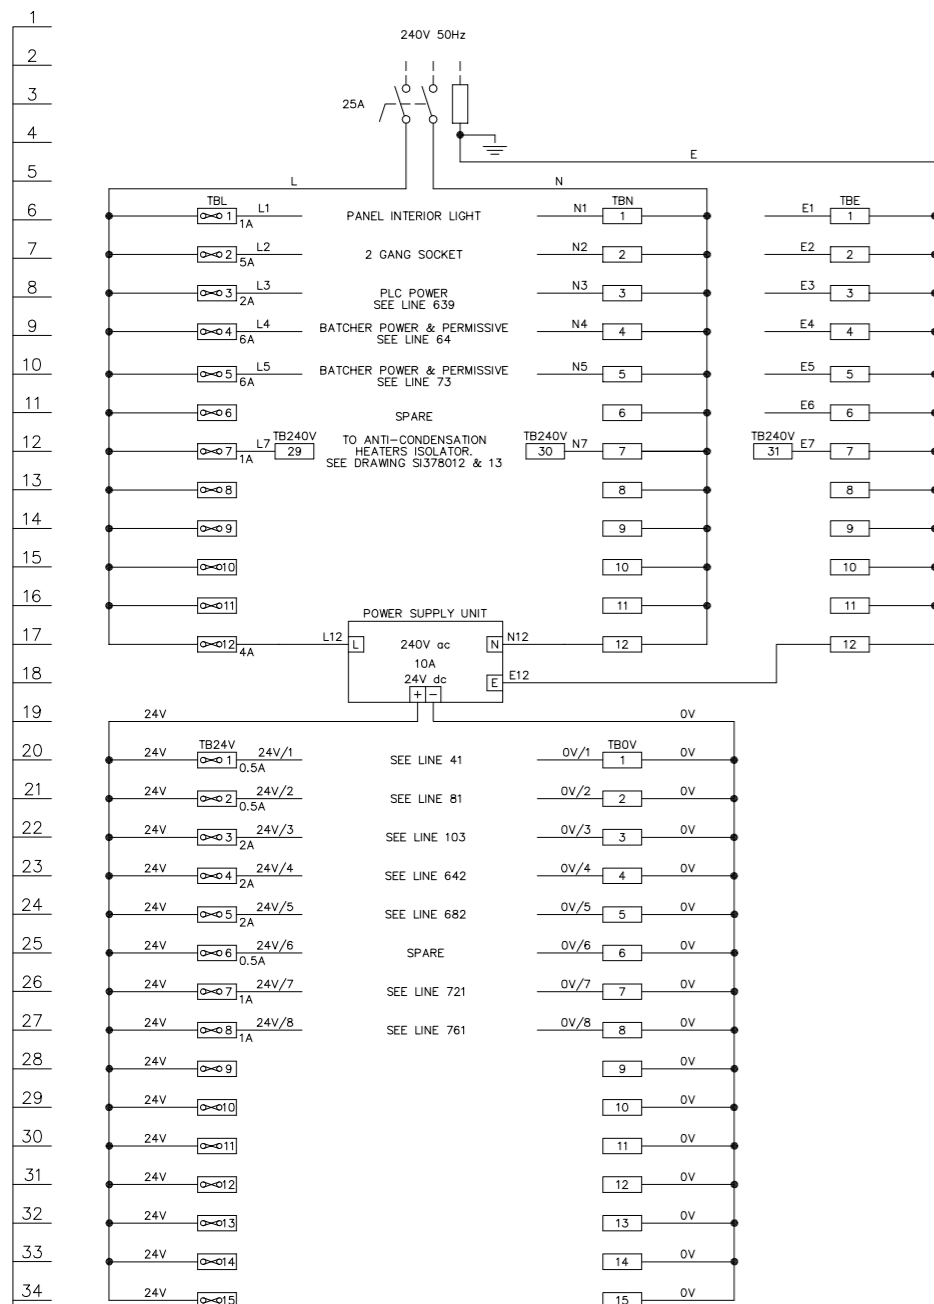 1
240V 50Hz
2
3
25A
4
E
5
L N
TBL TBN TBE
6 1 L1 PANEL INTERIOR LIGHT N1 1 E1 1
1A
7 2 L2 2 GANG SOCKET N2 2 E2 2
5A
8 3 L3 PLC POWER N3 3 E3 3
2A SEE LINE 639
9 4 L4 BATCHER POWER & PERMISSIVE N4 4 E4 4
6A SEE LINE 64
10 5 L5 BATCHER POWER & PERMISSIVE N5 5 E5 5
6A SEE LINE 73
11 6 SPARE 6 E6 6
TB240V TO ANTI-CONDENSATION TB240V TB240V
12 7 L7 29 HEATERS ISOLATOR. 30 N7 7 31 E7 7
1A SEE DRAWING SI378012 & 13
13 8 8 8
14 9 9 9
15 10 10 10
16 11 11 11
POWER SUPPLY UNIT
17 12 L12 L 240V ac N N12 12 12
4A
10A
18 24V dc E E12
+ -
19 24V 0V
TB24V TB0V
20 24V 1 24V/1 SEE LINE 41 0V/1 1 0V
0.5A
21 24V 2 24V/2 SEE LINE 81 0V/2 2 0V
0.5A
22 24V 3 24V/3 SEE LINE 103 0V/3 3 0V
2A
23 24V 4 24V/4 SEE LINE 642 0V/4 4 0V
2A
24 24V 5 24V/5 SEE LINE 682 0V/5 5 0V
2A
25 24V 6 24V/6 SPARE 0V/6 6 0V
0.5A
26 24V 7 24V/7 SEE LINE 721 0V/7 7 0V
1A
27 24V 8 24V/8 SEE LINE 761 0V/8 8 0V
1A
28 24V 9 9 0V
29 24V 10 10 0V
30 24V 11 11 0V
31 24V 12 12 0V
32 24V 13 13 0V
33 24V 14 14 0V
34 24V 15 15 0V